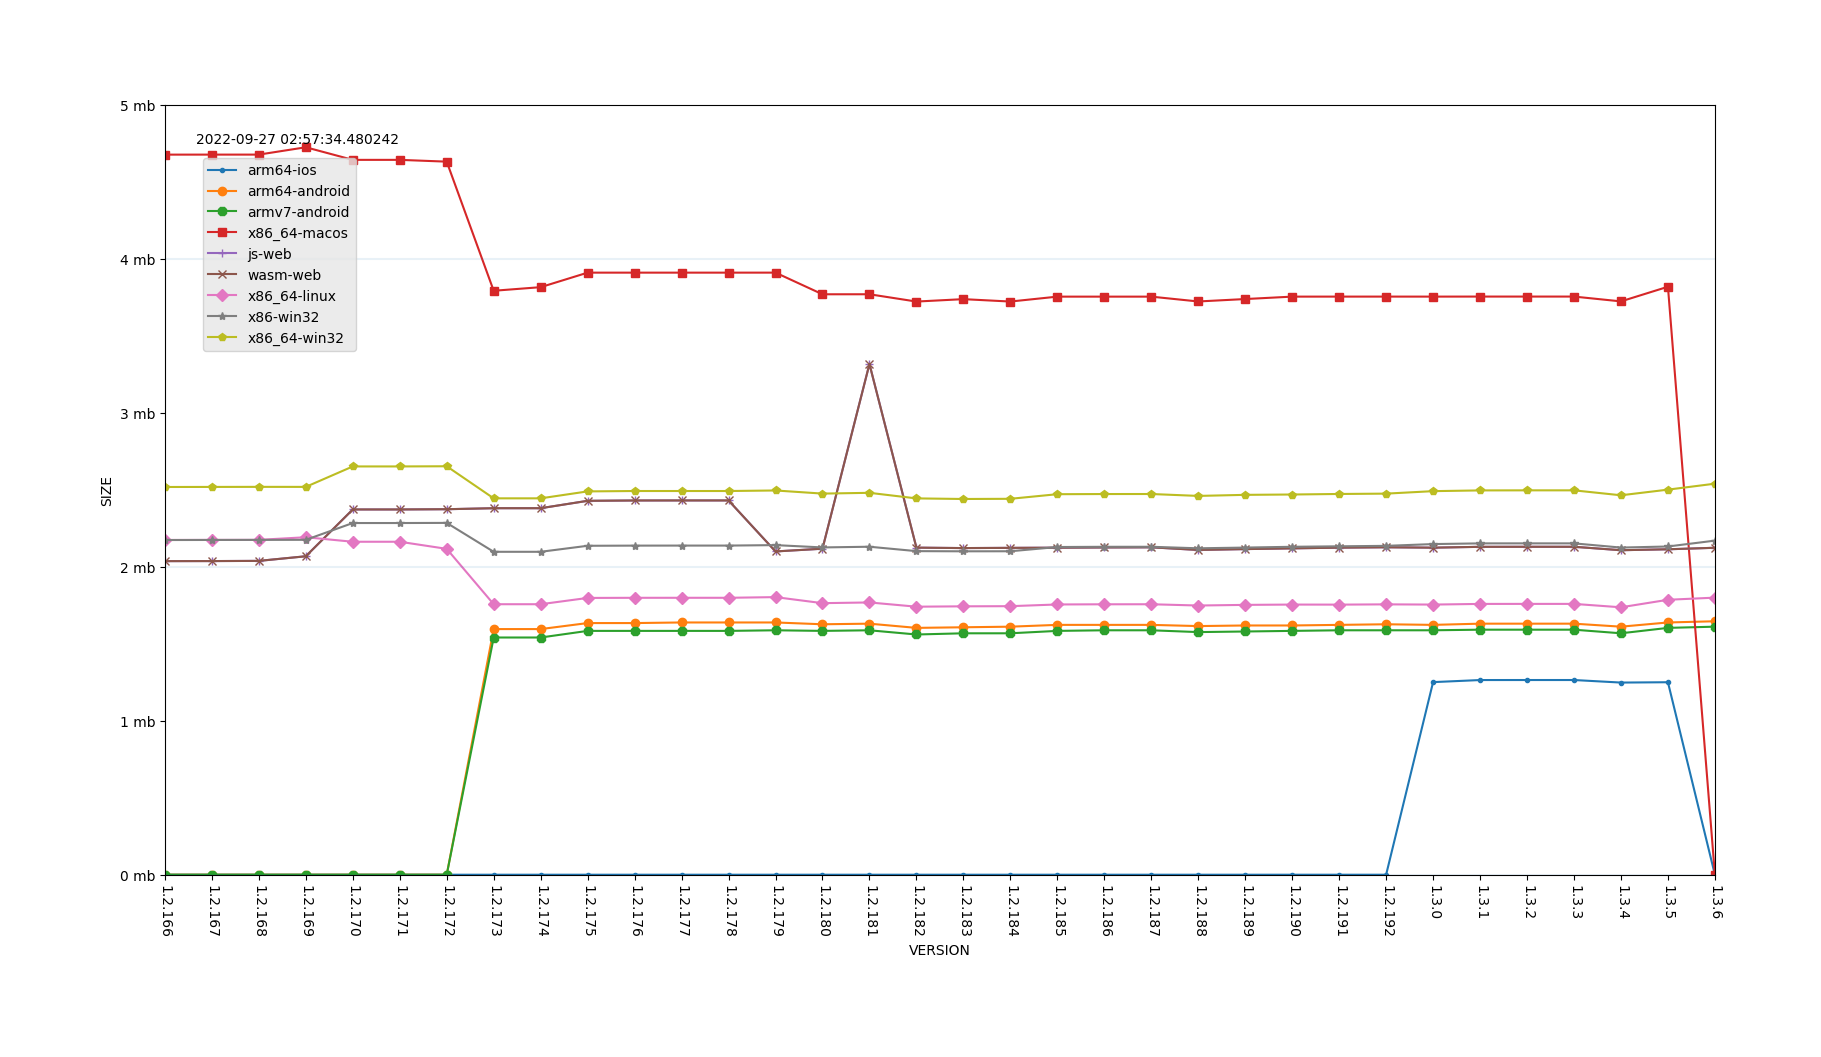 5 mb
2022-09-27 02:57:34.480242
arm64-ios
arm64-android
armv7-android
x86_64-macos
js-web
wasm-web
x86_64-linux
x86-win32
x86_64-win32
4 mb
3 mb
SIZE
2 mb
1 mb
0 mb
1.2.166
1.2.167
1.2.168
1.2.169
1.2.170
1.2.171
1.2.172
1.2.173
1.2.174
1.2.175
1.2.176
1.2.177
1.2.178
1.2.179
1.2.180
1.2.181
1.2.182
1.2.183
1.2.184
1.2.185
1.2.186
1.2.187
1.2.188
1.2.189
1.2.190
1.2.191
1.2.192
1.3.0
1.3.1
1.3.2
1.3.3
1.3.4
1.3.5
1.3.6
VERSION